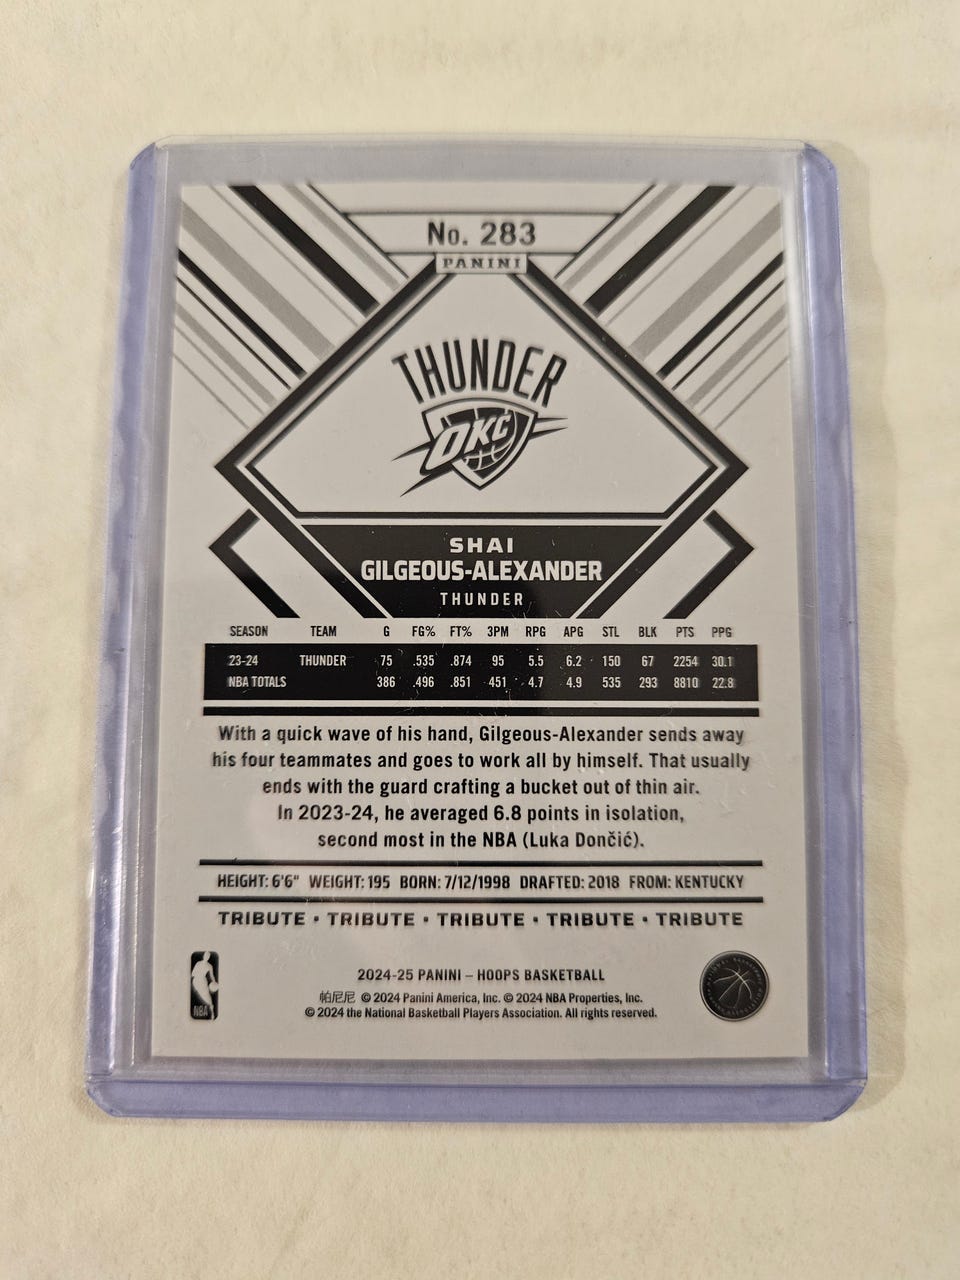 No. 283
PANINI
THUNDER
OKC
SHAI
GILGEOUS-ALEXANDER
THUNDER
SEASON TEAM G FG% FT% 3PM RPG APG STL BLK PTS PPG
23-24 THUNDER 75 .535 .874 95 5.5 6.2 150 67 2254 30.1
NBA TOTALS 386 .496 .851 451 4.7 4.9 535 293 8810 22.8
With a quick wave of his hand, Gilgeous-Alexander sends away
his four teammates and goes to work all by himself. That usually
ends with the guard crafting a bucket out of thin air.
In 2023-24, he averaged 6.8 points in isolation,
second most in the NBA (Luka Dončić).
HEIGHT: 6'6" WEIGHT: 195 BORN: 7/12/1998 DRAFTED: 2018 FROM: KENTUCKY
TRIBUTE • TRIBUTE • TRIBUTE • TRIBUTE • TRIBUTE
NBA
2024-25 PANINI – HOOPS BASKETBALL
帕尼尼 © 2024 Panini America, Inc. © 2024 NBA Properties, Inc.
© 2024 the National Basketball Players Association. All rights reserved.